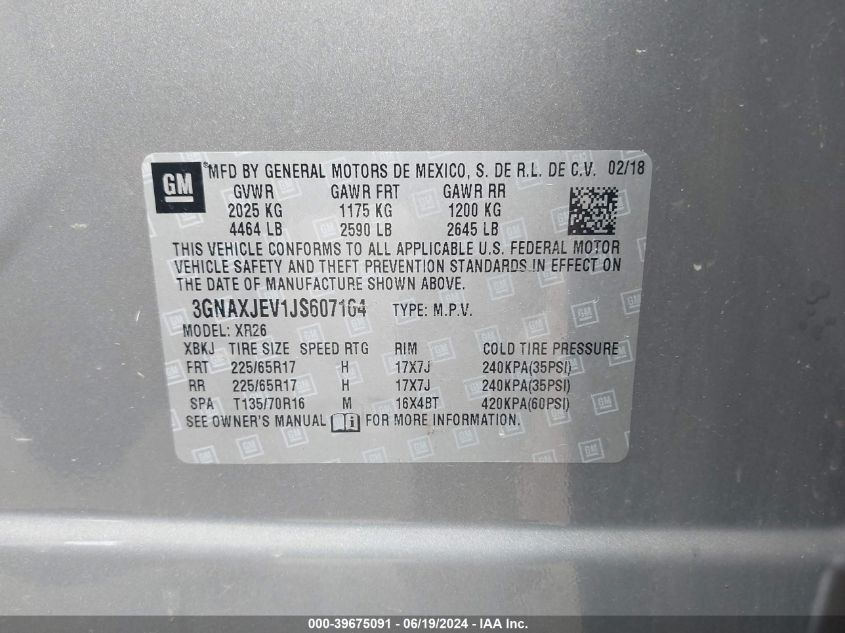 GM ®MFD BY GENERAL MOTORS DE MEXICO, S. DE R.L. DE C.V. 02/18
GVWR GAWR FRT GAWR RR
2025 KG 1175 KG 1200 KG
4464 LB 2590 LB 2645 LB
THIS VEHICLE CONFORMS TO ALL APPLICABLE U.S. FEDERAL MOTOR
VEHICLE SAFETY AND THEFT PREVENTION STANDARDS IN EFFECT ON
THE DATE OF MANUFACTURE SHOWN ABOVE.
3GNAXJEV1JS607164 TYPE: M.P.V.
MODEL: XR26
XBKJ TIRE SIZE SPEED RTG RIM COLD TIRE PRESSURE
FRT 225/65R17 H 17X7J 240KPA(35PSI)
RR 225/65R17 H 17X7J 240KPA(35PSI)
SPA T135/70R16 M 16X4BT 420KPA(60PSI)
SEE OWNER'S MANUAL FOR MORE INFORMATION.
000-39675091 - 06/19/2024 - IAA Inc.